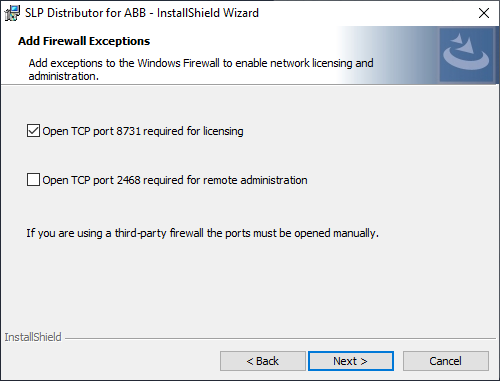 SLP Distributor for ABB - InstallShield Wizard
Add Firewall Exceptions
Add exceptions to the Windows Firewall to enable network licensing and
administration.
Open TCP port 8731 required for licensing
Open TCP port 2468 required for remote administration
If you are using a third-party firewall the ports must be opened manually.
InstallShield
< Back
Next >
Cancel